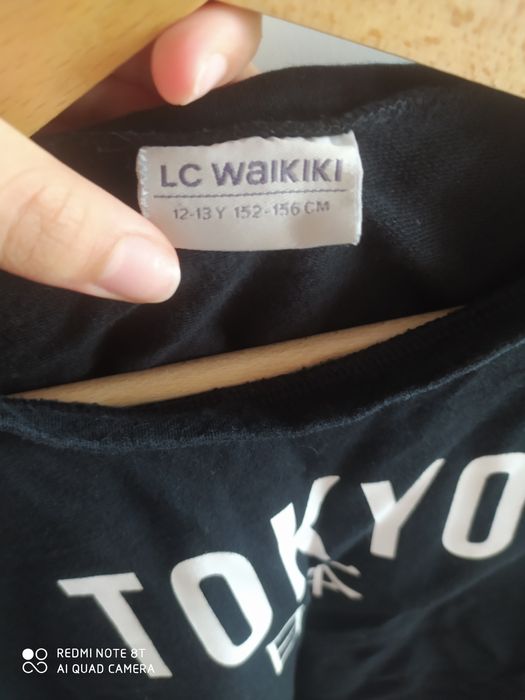 LC WAIKIKI
12-13 Y 152-156 CM
TOKYO
REDMI NOTE 8T
AI QUAD CAMERA